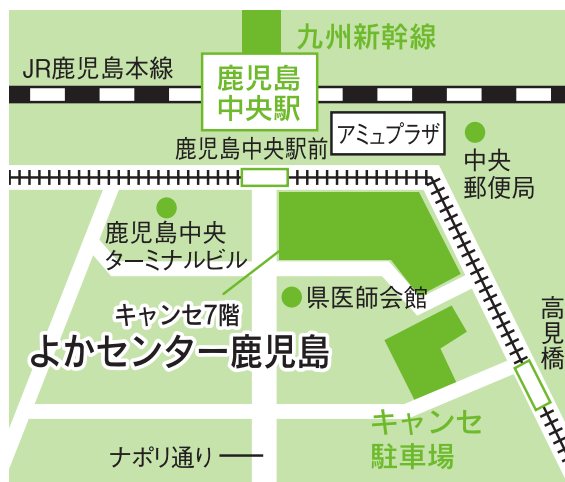 九州新幹線
JR鹿児島本線
鹿児島
中央駅
アミュプラザ
鹿児島中央駅前
中央
郵便局
鹿児島中央
ターミナルビル
県医師会館
キャンセ7階
よかセンター鹿児島
高見橋
キャンセ
駐車場
ナポリ通り